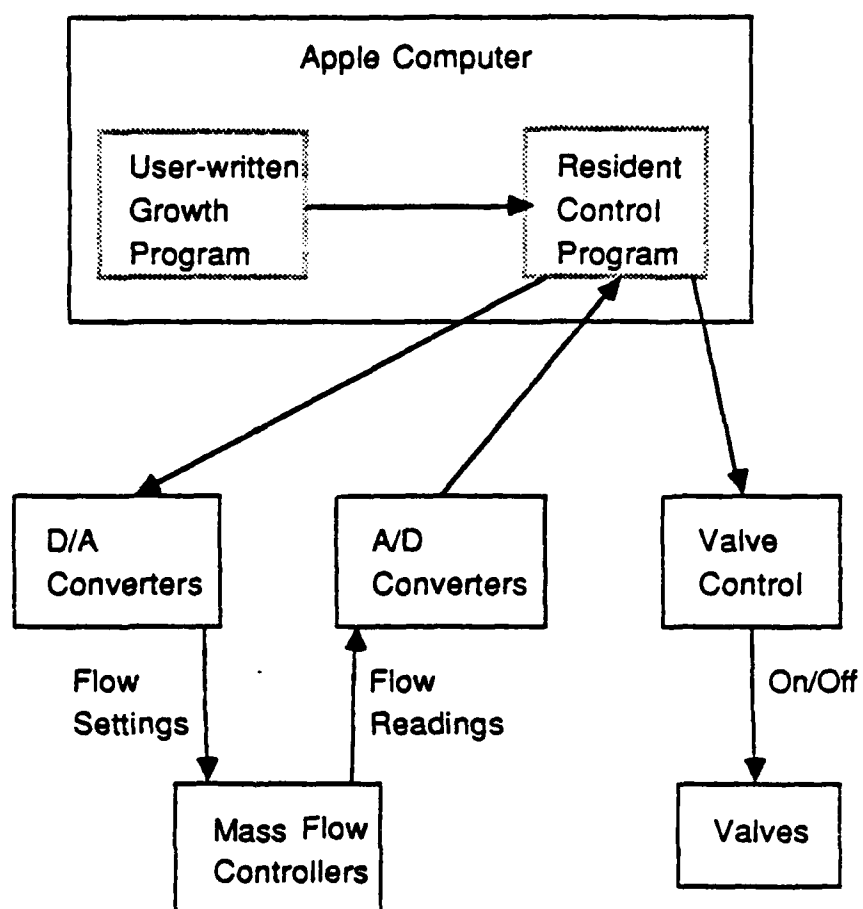 Apple Computer
User-written
Growth
Program
Resident
Control
Program
D/A
Converters
A/D
Converters
Valve
Control
Flow
Settings
Flow
Readings
On/Off
Mass Flow
Controllers
Valves